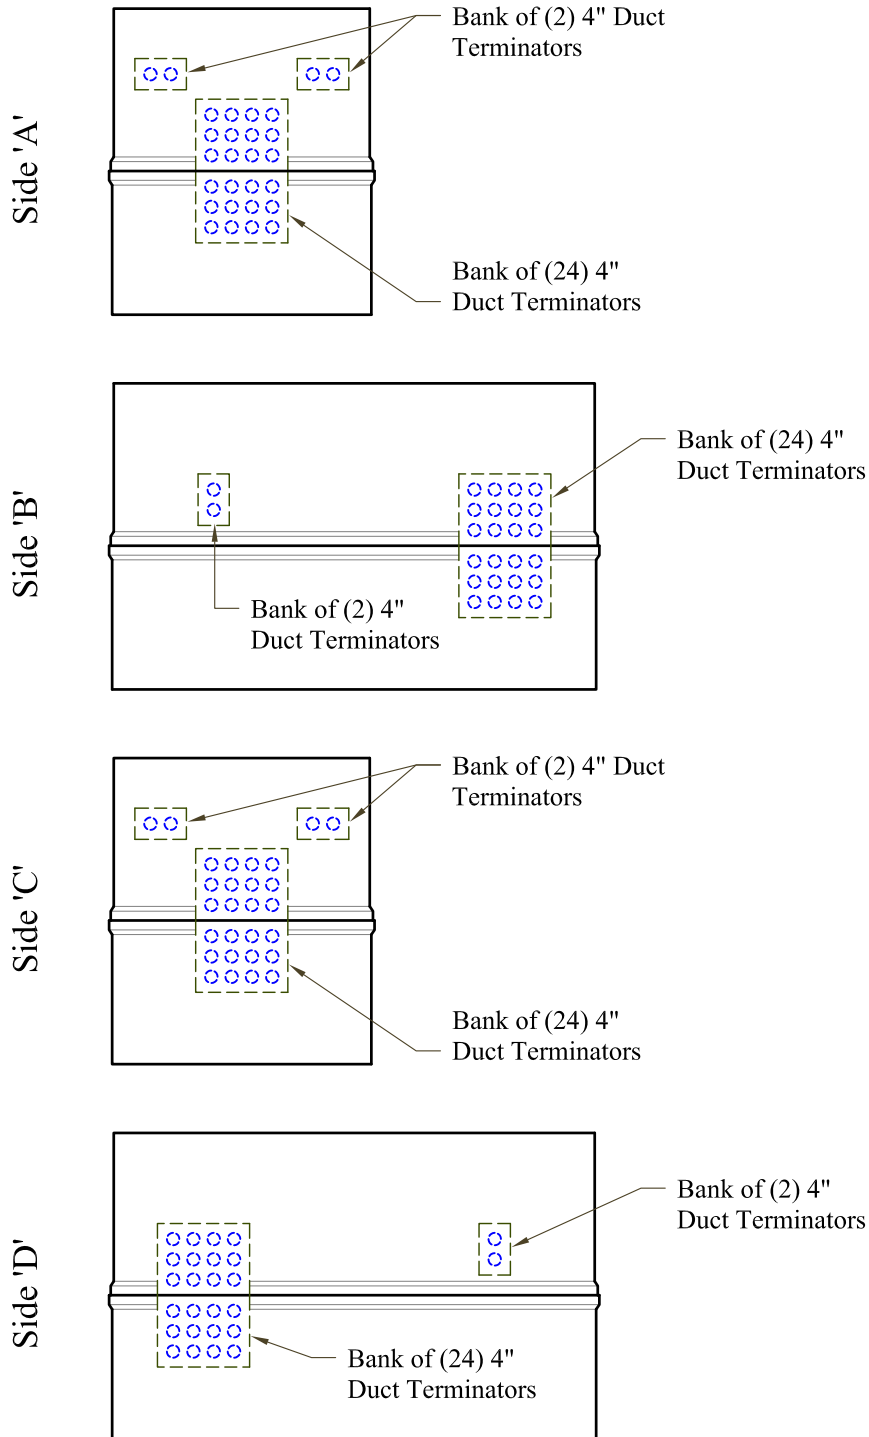 Side 'A'
Bank of (2) 4" Duct
Terminators
Bank of (24) 4"
Duct Terminators
Side 'B'
Bank of (24) 4"
Duct Terminators
Bank of (2) 4"
Duct Terminators
Side 'C'
Bank of (2) 4" Duct
Terminators
Bank of (24) 4"
Duct Terminators
Side 'D'
Bank of (2) 4"
Duct Terminators
Bank of (24) 4"
Duct Terminators